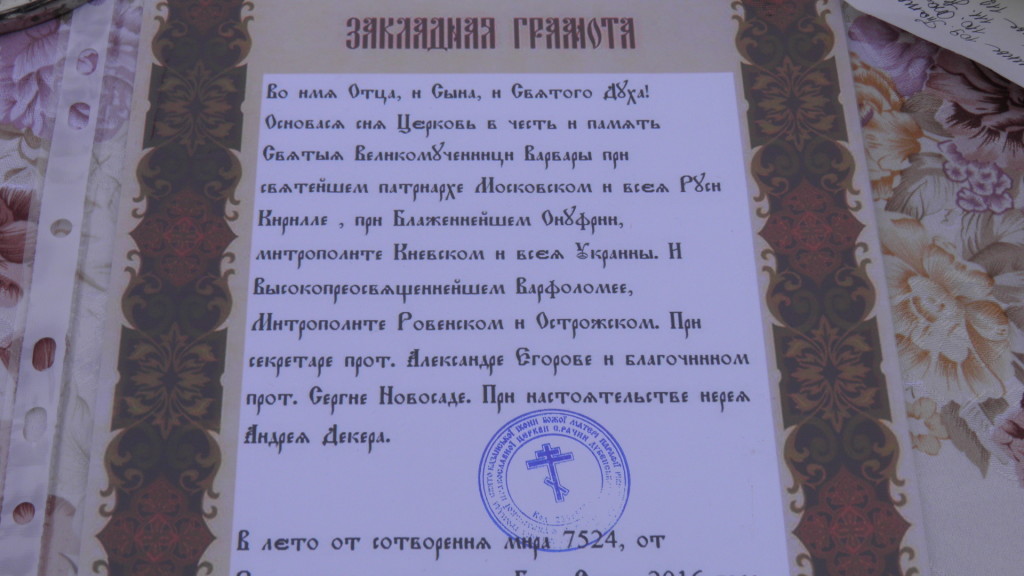 ЗАКЛАДНАЯ ГРАМОТА
Во имя Отца, и Сына, и Святого Духа!
Основася сия Церковь в честь и память
Святыя Великомученници Варвары при
святейшем патриархе Московском и всея Руси
Кирилле , при Блаженнейшем Онуфрии,
митрополите Киевском и всея Украины. И
Высокопреосвященнейшем Варфоломее,
Митрополите Ровенском и Острожском. При
секретаре прот. Александре Егорове и благочинном
прот. Сергие Новосаде. При настоятельстве иерея
Андрея Декера.
В лето от сотворения мира 7524, от
2016